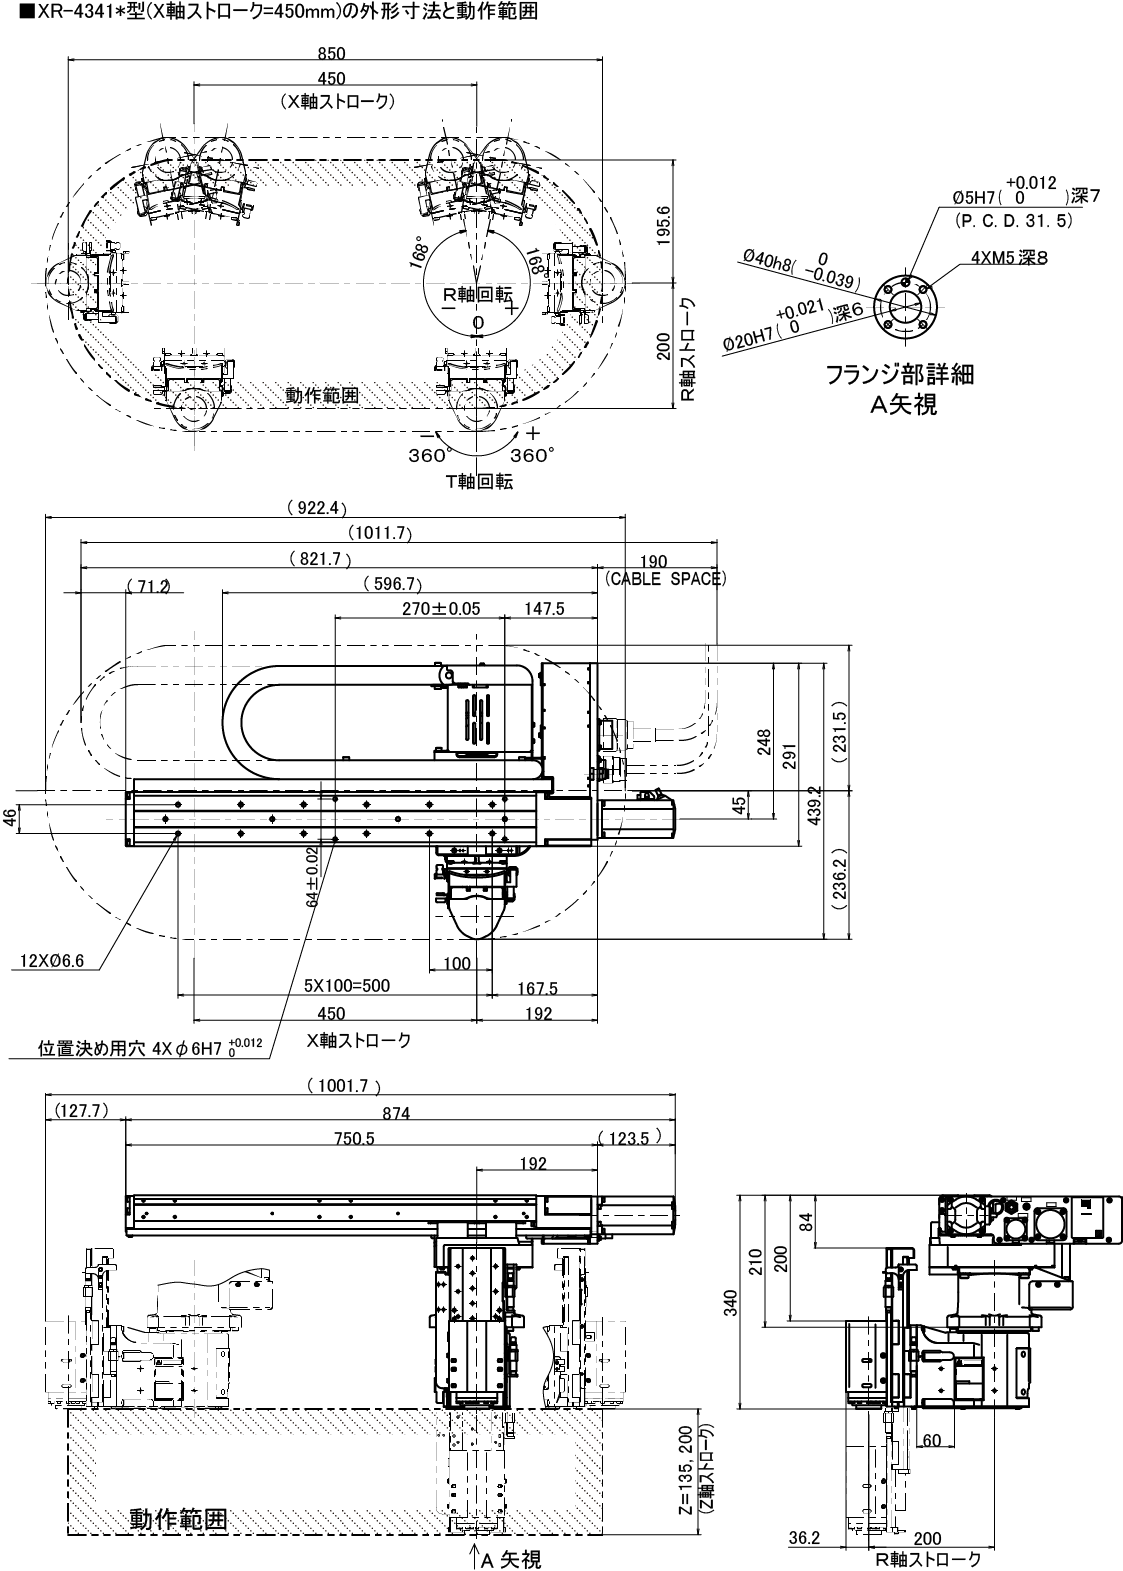 ■XR-4341*型(X軸ストローク=450mm)の外形寸法と動作範囲
850
450
(X軸ストローク)
168°
168°
R軸回転
−
+
0
195.6
200
R軸ストローク
動作範囲
−
+
360°
360°
T軸回転
Ø5H7( +0.012 0 )深7
(P.C.D.31.5)
Ø40h8( 0 -0.039)
4XM5深8
Ø20H7( +0.021 0 )深6
フランジ部詳細
A矢視
(922.4)
(1011.7)
(821.7)
190
(CABLE SPACE)
(71.2)
(596.7)
270±0.05
147.5
46
64±0.02
248
291
45
439.2
(231.5)
(236.2)
12XØ6.6
100
5X100=500
167.5
450
192
X軸ストローク
位置決め用穴 4Xφ6H7 +0.012 0
(1001.7)
(127.7)
874
750.5
(123.5)
192
84
200
210
340
60
Z=135,200
(Z軸ストローク)
動作範囲
A 矢視
36.2
200
R軸ストローク